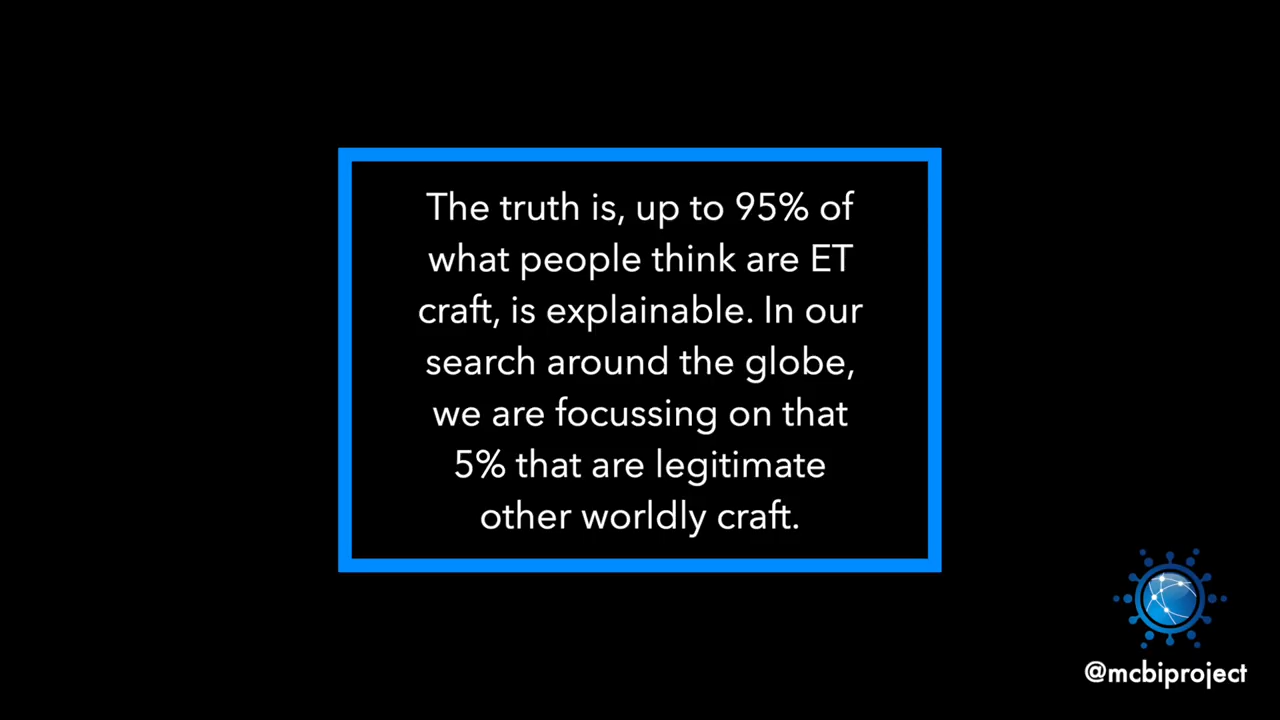 The truth is, up to 95% of
what people think are ET
craft, is explainable. In our
search around the globe,
we are focussing on that
5% that are legitimate
other worldly craft.
@mcbiproject